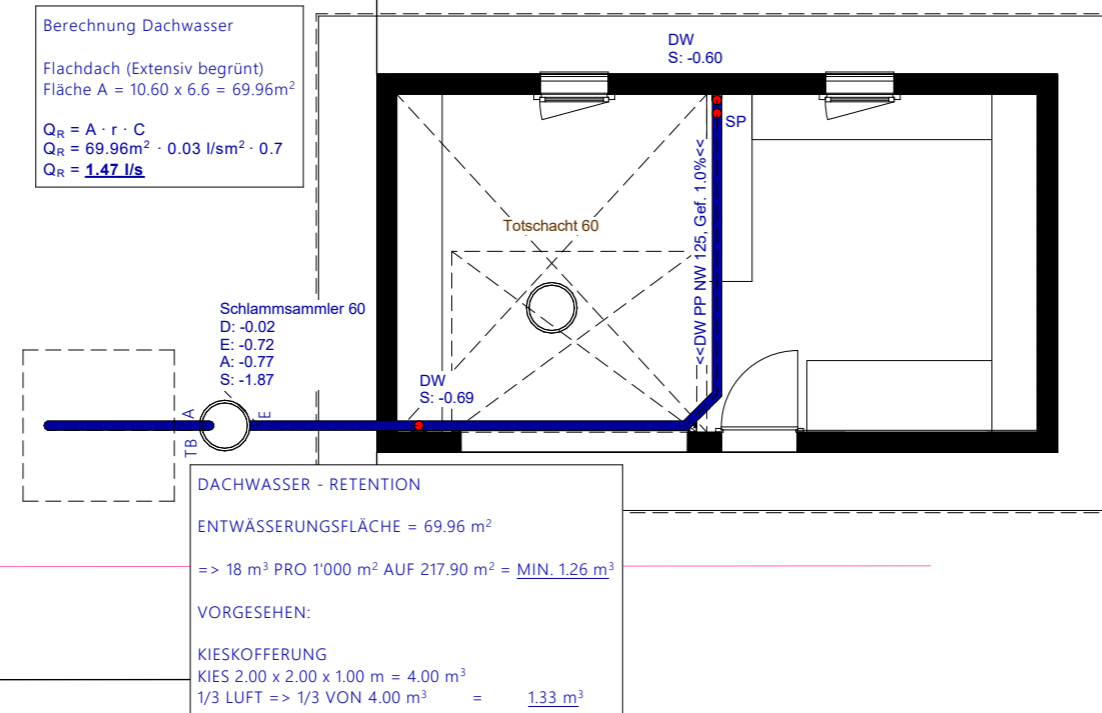 Berechnung Dachwasser
Flachdach (Extensiv begrünt)
Fläche A = 10.60 x 6.6 = 69.96m²
Q_R = A · r · C
Q_R = 69.96m² · 0.03 l/sm² · 0.7
Q_R = 1.47 l/s
DW
S: -0.60
SP
<<DW PP NW 125, Gef. 1.0%<<
Totschacht 60
Schlammsammler 60
D: -0.02
E: -0.72
A: -0.77
S: -1.87
DW
S: -0.69
A
E
TB
DACHWASSER - RETENTION
ENTWÄSSERUNGSFLÄCHE = 69.96 m²
=> 18 m³ PRO 1'000 m² AUF 217.90 m² = MIN. 1.26 m³
VORGESEHEN:
KIESKOFFERUNG
KIES 2.00 x 2.00 x 1.00 m = 4.00 m³
1/3 LUFT => 1/3 VON 4.00 m³ = 1.33 m³